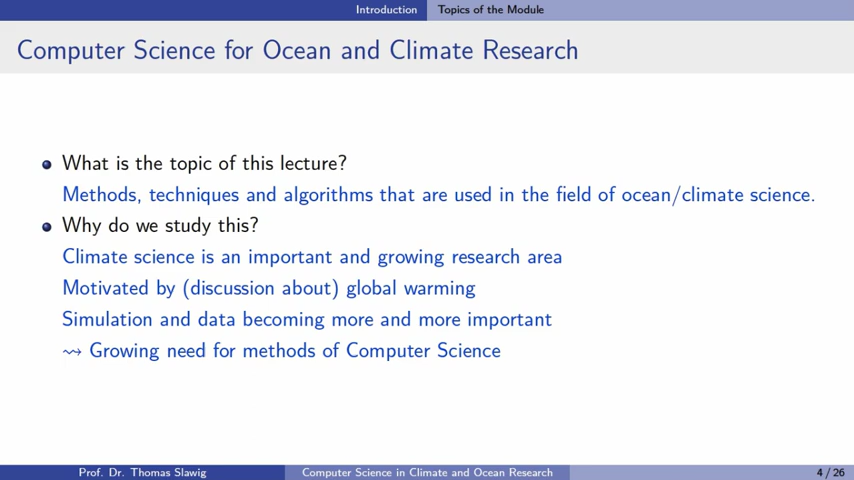 Introduction Topics of the Module
Computer Science for Ocean and Climate Research
What is the topic of this lecture?
Methods, techniques and algorithms that are used in the field of ocean/climate science.
Why do we study this?
Climate science is an important and growing research area
Motivated by (discussion about) global warming
Simulation and data becoming more and more important
⇝ Growing need for methods of Computer Science
Prof. Dr. Thomas Slawig Computer Science in Climate and Ocean Research 4 / 26